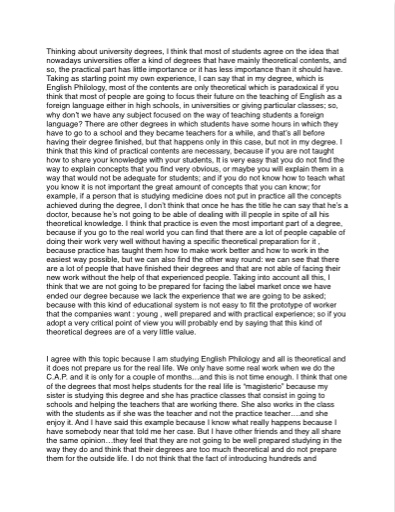 Thinking about university degrees, I think that most of students agree on the idea that
nowadays universities offer a kind of degrees that have mainly theoretical contents, and
so, the practical part has little importance or it has less importance than it should have.
Taking as starting point my own experience, I can say that in my degree, which is
English Philology, most of the contents are only theoretical which is paradoxical if you
think that most of people are going to focus their future on the teaching of English as a
foreign language either in high schools, in universities or giving particular classes; so,
why don't we have any subject focused on the way of teaching students a foreign
language? There are other degrees in which students have some hours in which they
have to go to a school and they became teachers for a while, and that's all before
having their degree finished, but that happens only in this case, but not in my degree. I
think that this kind of practical contents are necessary, because if you are not taught
how to share your knowledge with your students, It is very easy that you do not find the
way to explain concepts that you find very obvious, or maybe you will explain them in a
way that would not be adequate for students; and if you do not know how to teach what
you know it is not important the great amount of concepts that you can know; for
example, if a person that is studying medicine does not put in practice all the concepts
achieved during the degree, I don't think that once he has the title he can say that he's a
doctor, because he's not going to be able of dealing with ill people in spite of all his
theoretical knowledge. I think that practice is even the most important part of a degree,
because if you go to the real world you can find that there are a lot of people capable of
doing their work very well without having a specific theoretical preparation for it ,
because practice has taught them how to make work better and how to work in the
easiest way possible, but we can also find the other way round: we can see that there
are a lot of people that have finished their degrees and that are not able of facing their
new work without the help of that experienced people. Taking into account all this, I
think that we are not going to be prepared for facing the label market once we have
ended our degree because we lack the experience that we are going to be asked;
because with this kind of educational system is not easy to fit the prototype of worker
that the companies want : young , well prepared and with practical experience; so if you
adopt a very critical point of view you will probably end by saying that this kind of
theoretical degrees are of a very little value.
I agree with this topic because I am studying English Philology and all is theoretical and
it does not prepare us for the real life. We only have some real work when we do the
C.A.P. and it is only for a couple of months…and this is not time enough. I think that one
of the degrees that most helps students for the real life is “magisterio” because my
sister is studying this degree and she has practice classes that consist in going to
schools and helping the teachers that are working there. She also works in the class
with the students as if she was the teacher and not the practice teacher….and she
enjoy it. And I have said this example because I know what really happens because I
have somebody near that told me her case. But I have other friends and they all share
the same opinion…they feel that they are not going to be well prepared studying in the
way they do and think that their degrees are too much theoretical and do not prepare
them for the outside life. I do not think that the fact of introducing hundreds and